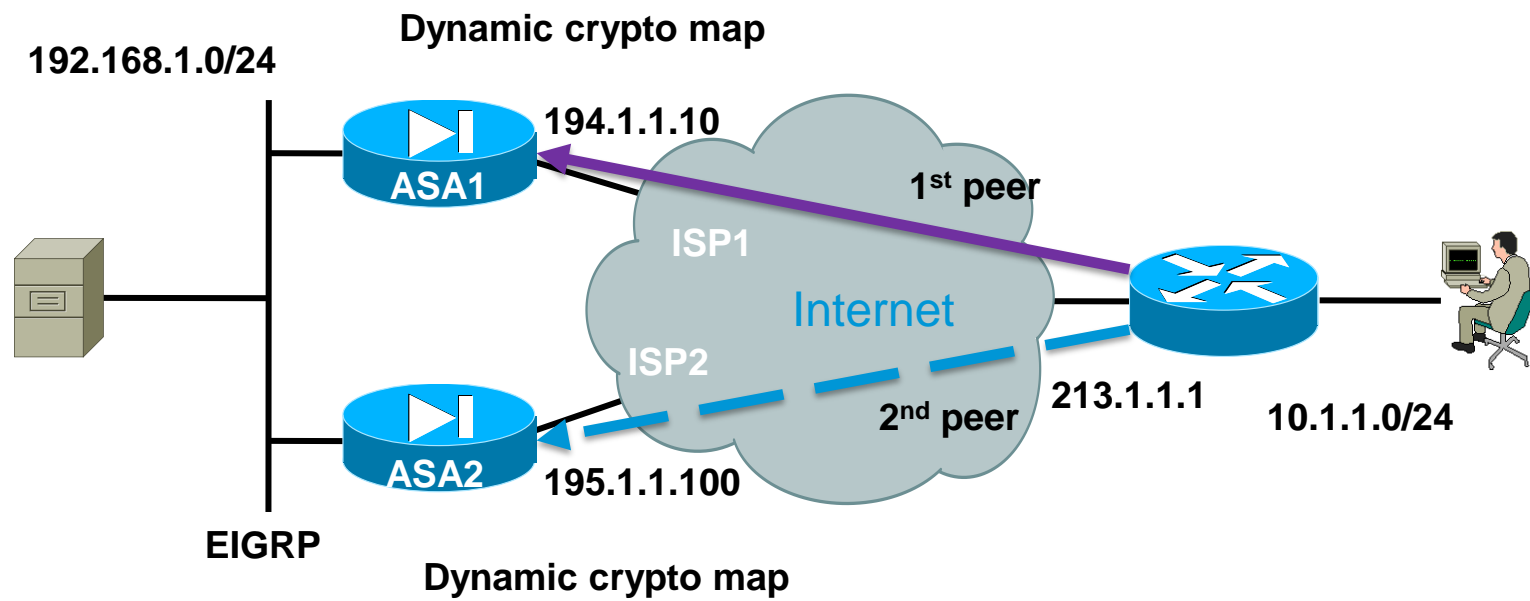 Dynamic crypto map
192.168.1.0/24
194.1.1.10
ASA1
1st peer
ISP1
Internet
ISP2
213.1.1.1
2nd peer
10.1.1.0/24
ASA2
195.1.1.100
EIGRP
Dynamic crypto map